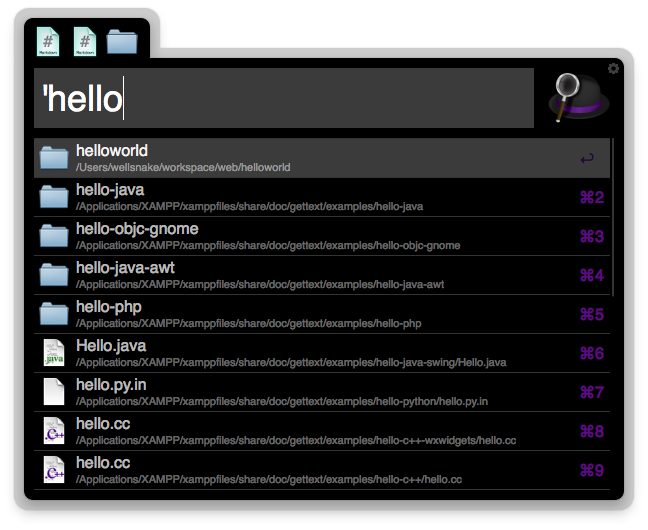 #
Markdown
#
Markdown
'hello
helloworld
/Users/wellsnake/workspace/web/helloworld
↩
hello-java
/Applications/XAMPP/xamppfiles/share/doc/gettext/examples/hello-java
⌘2
hello-objc-gnome
/Applications/XAMPP/xamppfiles/share/doc/gettext/examples/hello-objc-gnome
⌘3
hello-java-awt
/Applications/XAMPP/xamppfiles/share/doc/gettext/examples/hello-java-awt
⌘4
hello-php
/Applications/XAMPP/xamppfiles/share/doc/gettext/examples/hello-php
⌘5
.java
Hello.java
/Applications/XAMPP/xamppfiles/share/doc/gettext/examples/hello-java-swing/Hello.java
⌘6
hello.py.in
/Applications/XAMPP/xamppfiles/share/doc/gettext/examples/hello-python/hello.py.in
⌘7
.C++
hello.cc
/Applications/XAMPP/xamppfiles/share/doc/gettext/examples/hello-c++-wxwidgets/hello.cc
⌘8
.C++
hello.cc
/Applications/XAMPP/xamppfiles/share/doc/gettext/examples/hello-c++/hello.cc
⌘9